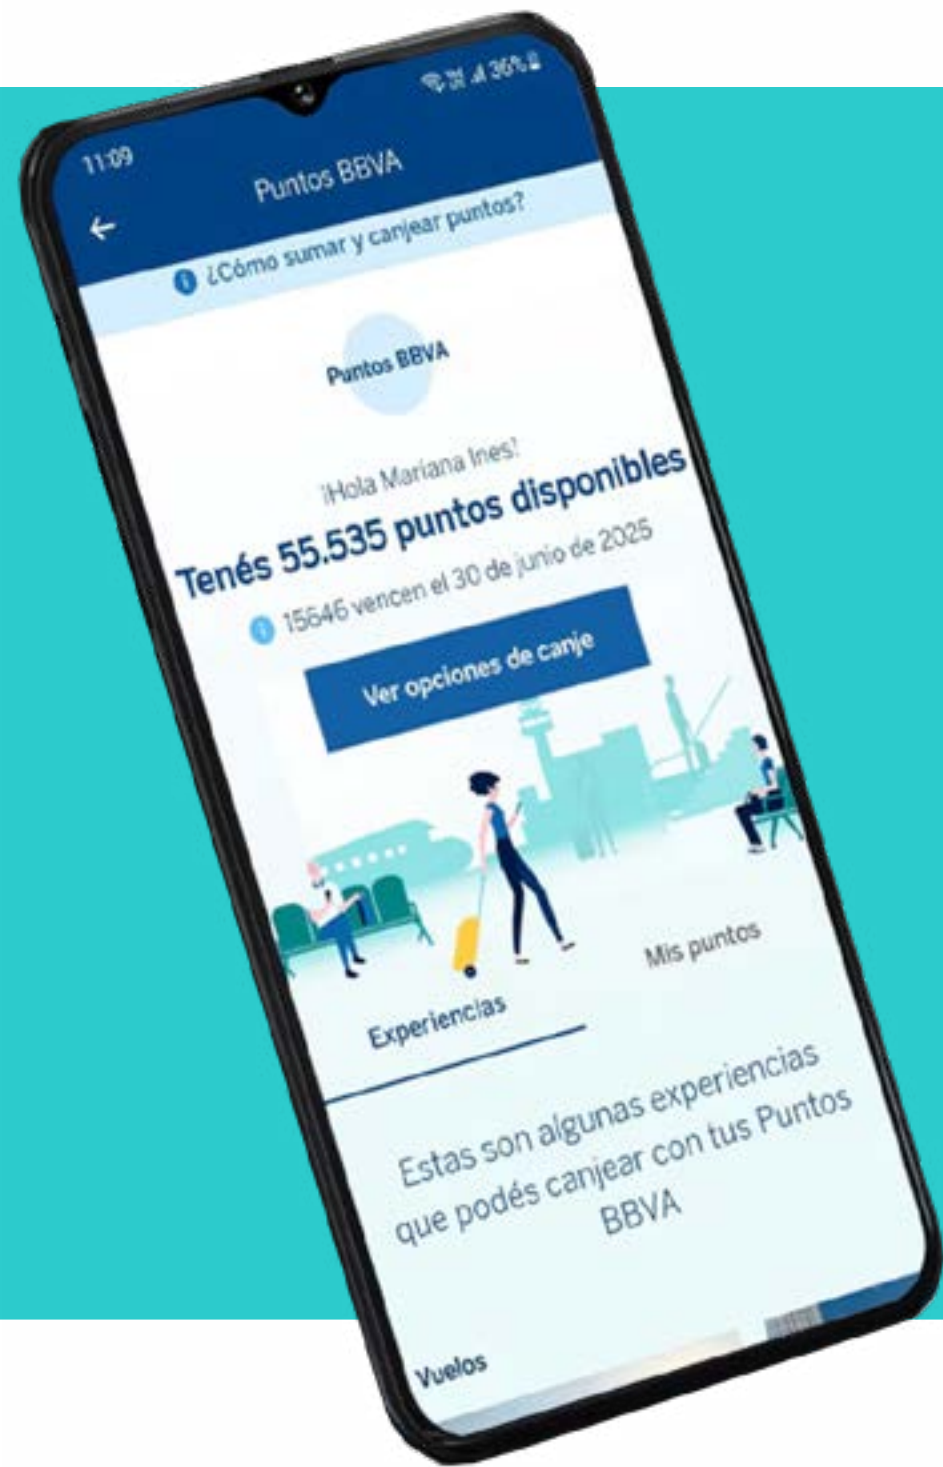 11:09
36%
Puntos BBVA
¿Cómo sumar y canjear puntos?
Puntos BBVA
¡Hola Mariana Ines!
Tenés 55.535 puntos disponibles
15646 vencen el 30 de junio de 2025
Ver opciones de canje
Experiencias
Mis puntos
Estas son algunas experiencias
que podés canjear con tus Puntos
BBVA
Vuelos